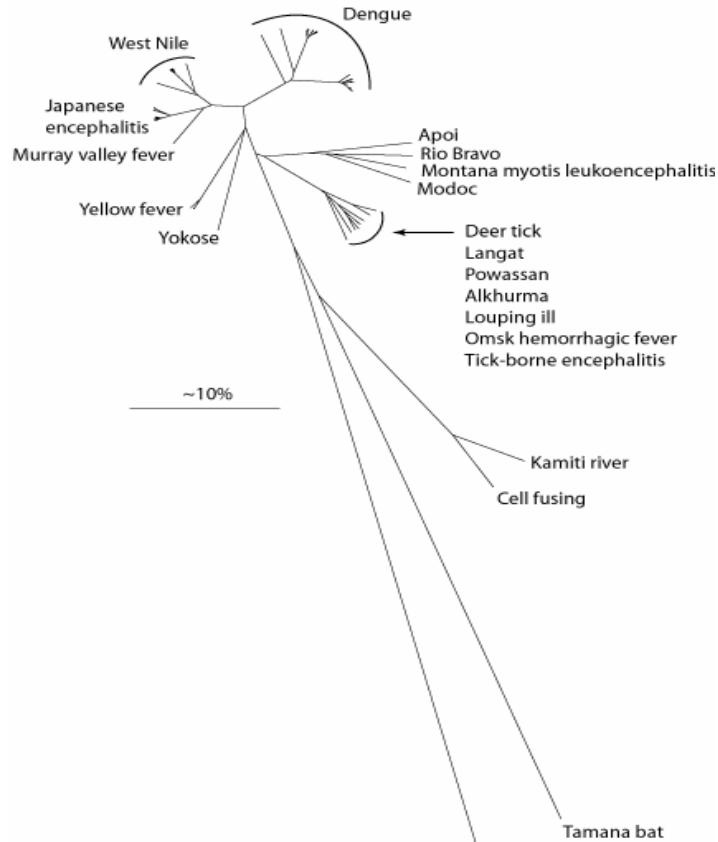 Dengue
West Nile
Japanese
encephalitis
Murray valley fever
Apoi
Rio Bravo
Montana myotis leukoencephalitis
Modoc
Yellow fever
Yokose
Deer tick
Langat
Powassan
Alkhurma
Louping ill
Omsk hemorrhagic fever
Tick-borne encephalitis
~10%
Kamiti river
Cell fusing
Tamana bat